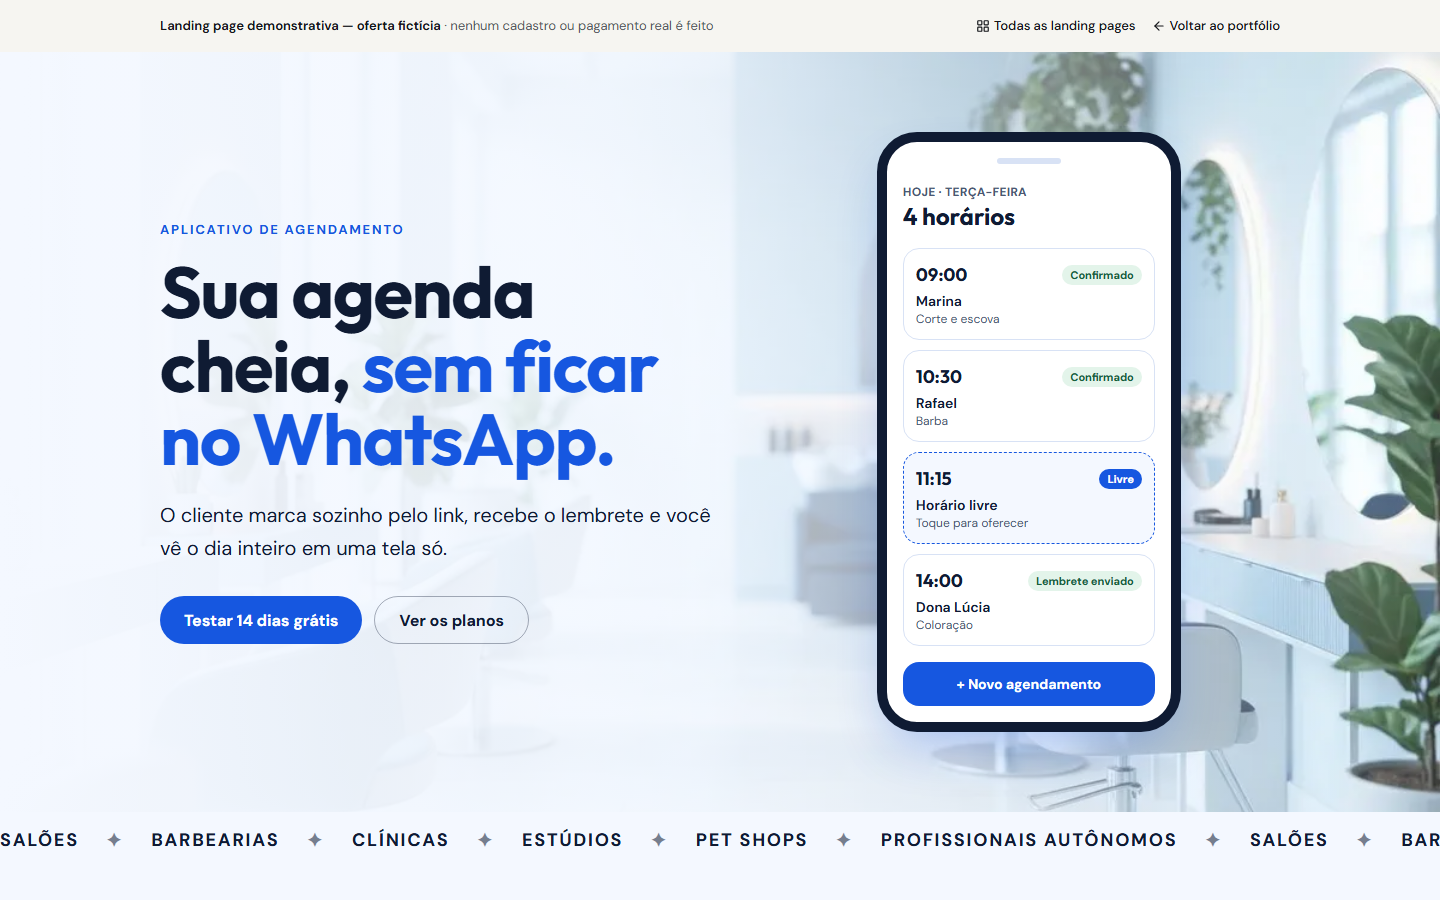 Landing page demonstrativa — oferta fictícia · nenhum cadastro ou pagamento real é feito
Todas as landing pages
Voltar ao portfólio
APLICATIVO DE AGENDAMENTO
Sua agenda
cheia, sem ficar
no WhatsApp.
O cliente marca sozinho pelo link, recebe o lembrete e você
vê o dia inteiro em uma tela só.
Testar 14 dias grátis
Ver os planos
HOJE · TERÇA-FEIRA
4 horários
09:00
Confirmado
Marina
Corte e escova
10:30
Confirmado
Rafael
Barba
11:15
Livre
Horário livre
Toque para oferecer
14:00
Lembrete enviado
Dona Lúcia
Coloração
+ Novo agendamento
SALÕES ✦ BARBEARIAS ✦ CLÍNICAS ✦ ESTÚDIOS ✦ PET SHOPS ✦ PROFISSIONAIS AUTÔNOMOS ✦ SALÕES ✦ BAR